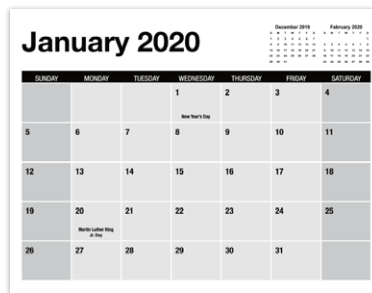 January 2020
December 2019
February 2020
SUNDAY MONDAY TUESDAY WEDNESDAY THURSDAY FRIDAY SATURDAY
1 2 3 4
New Year's Day
5 6 7 8 9 10 11
12 13 14 15 16 17 18
19 20 21 22 23 24 25
Martin Luther King
Jr. Day
26 27 28 29 30 31